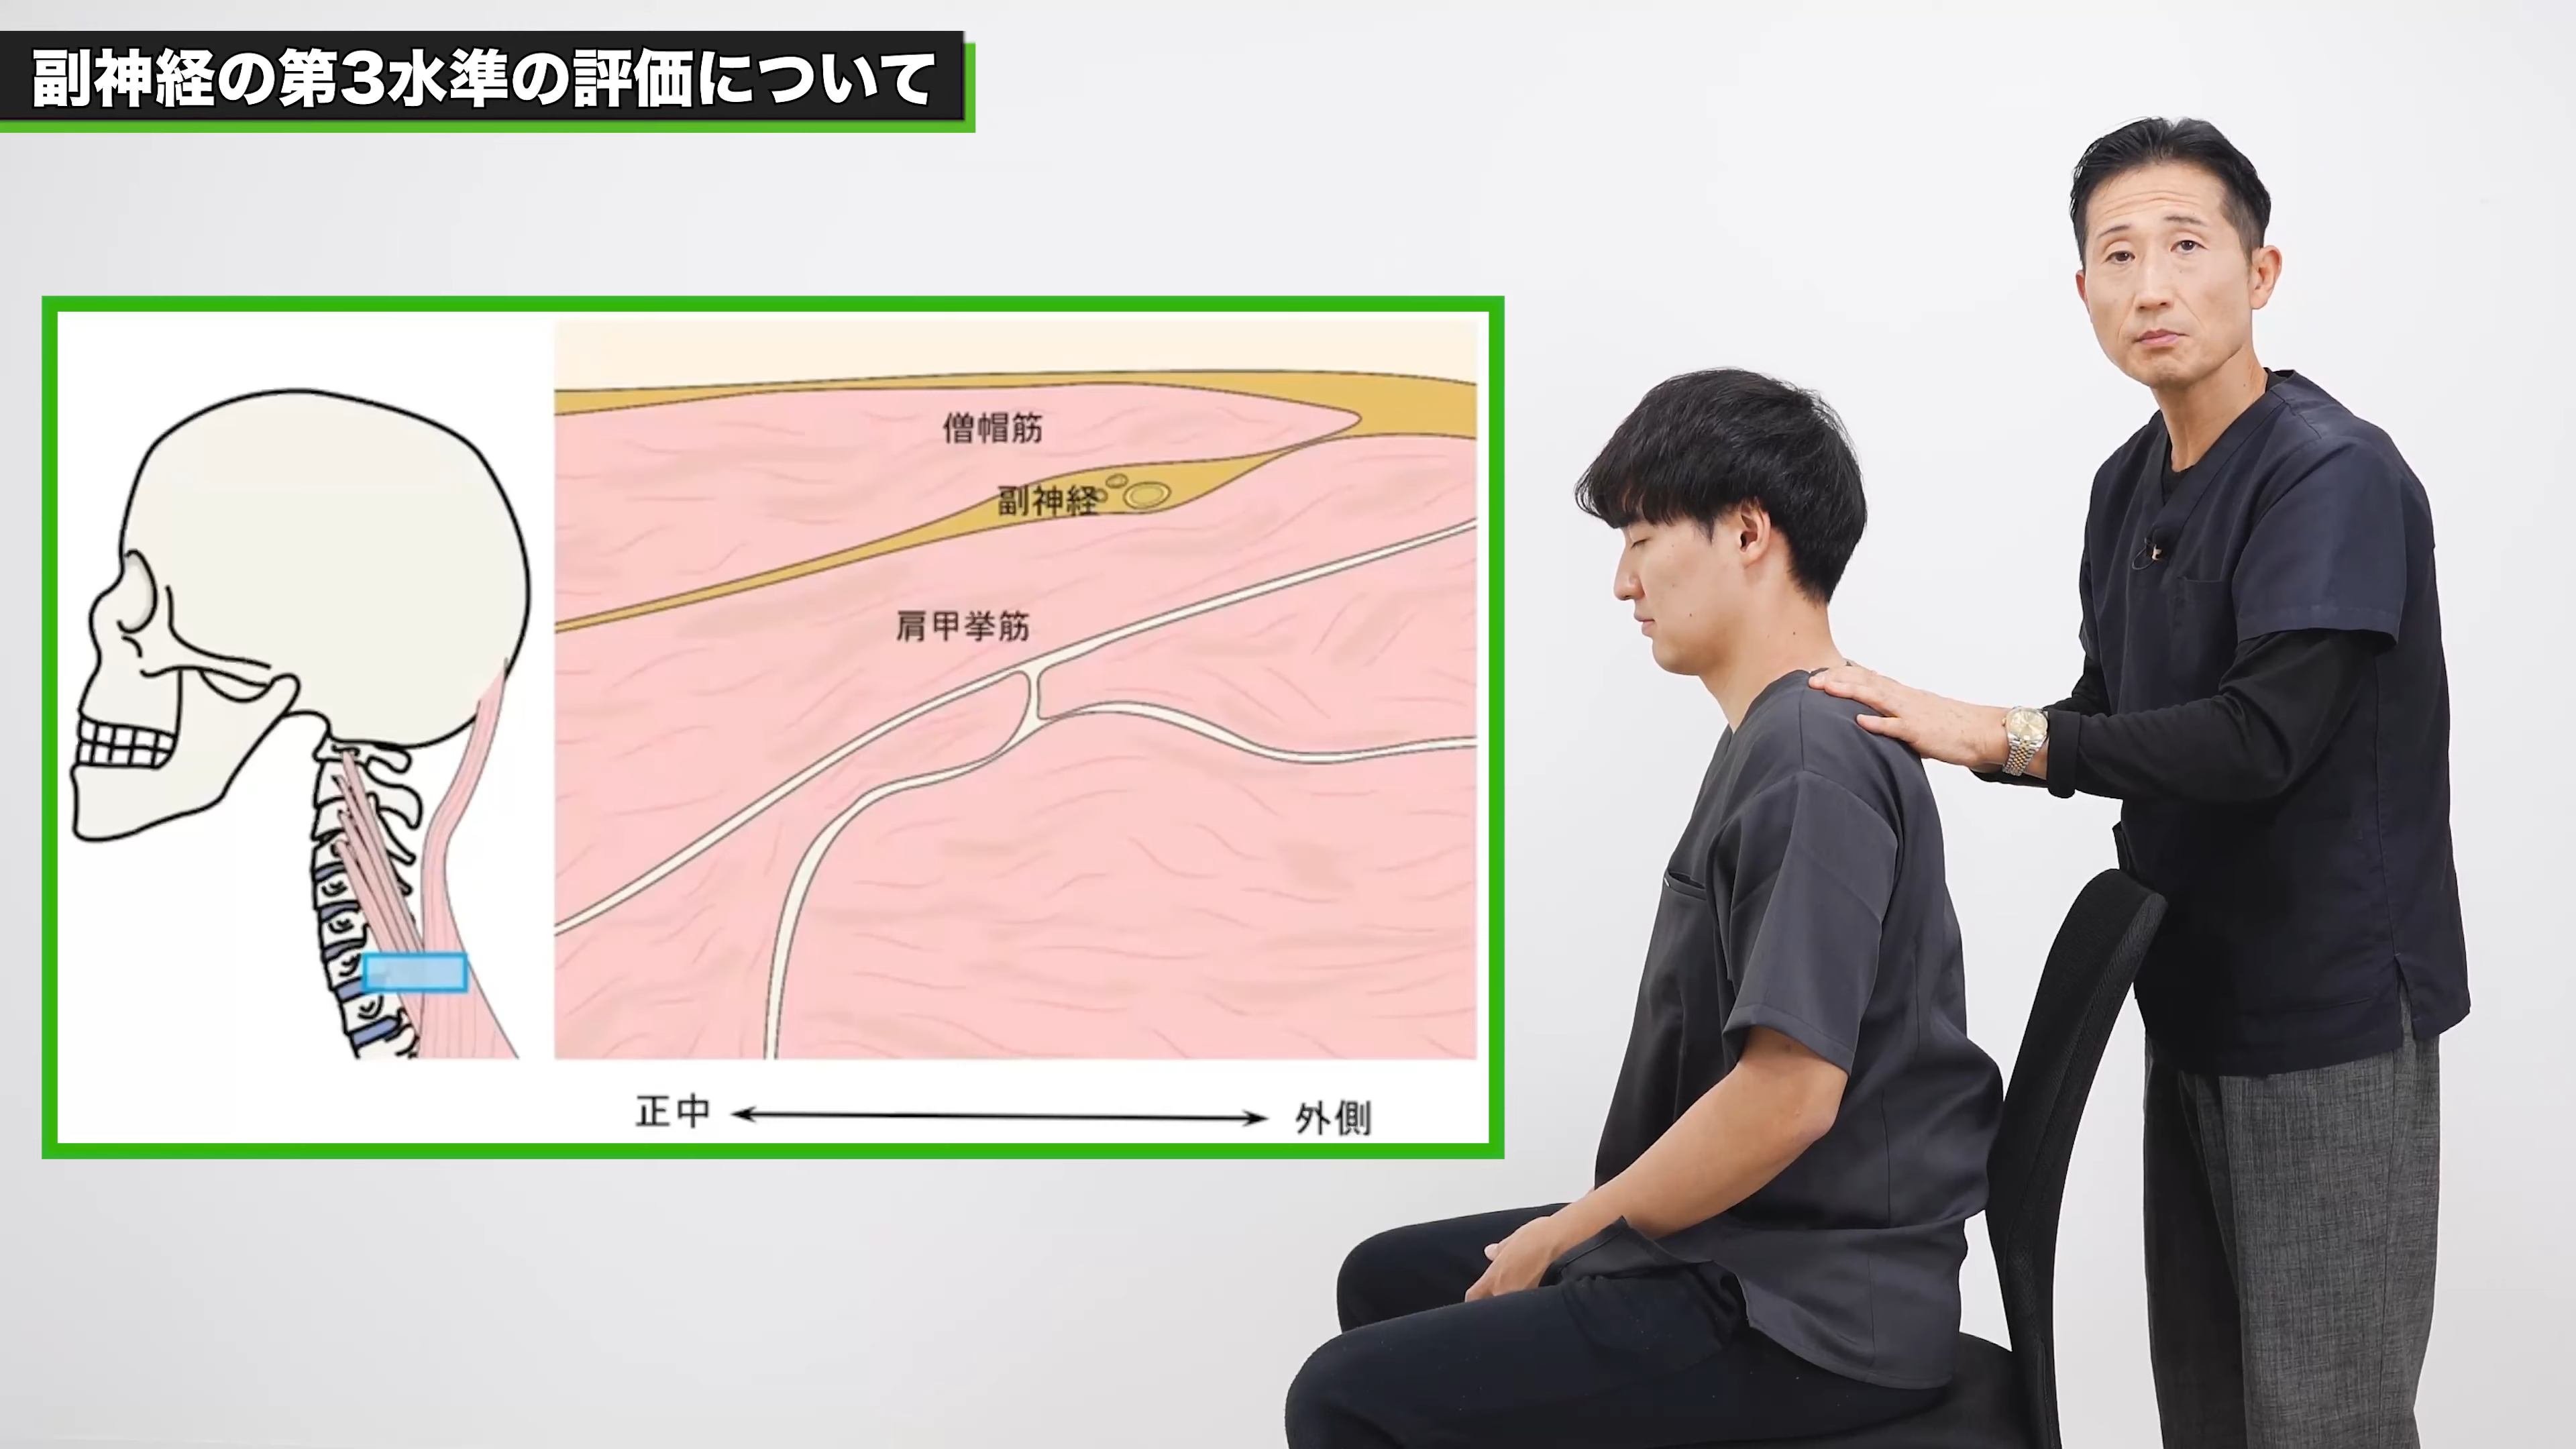 副神経の第3水準の評価について
僧帽筋
副神経
肩甲挙筋
正中
外側